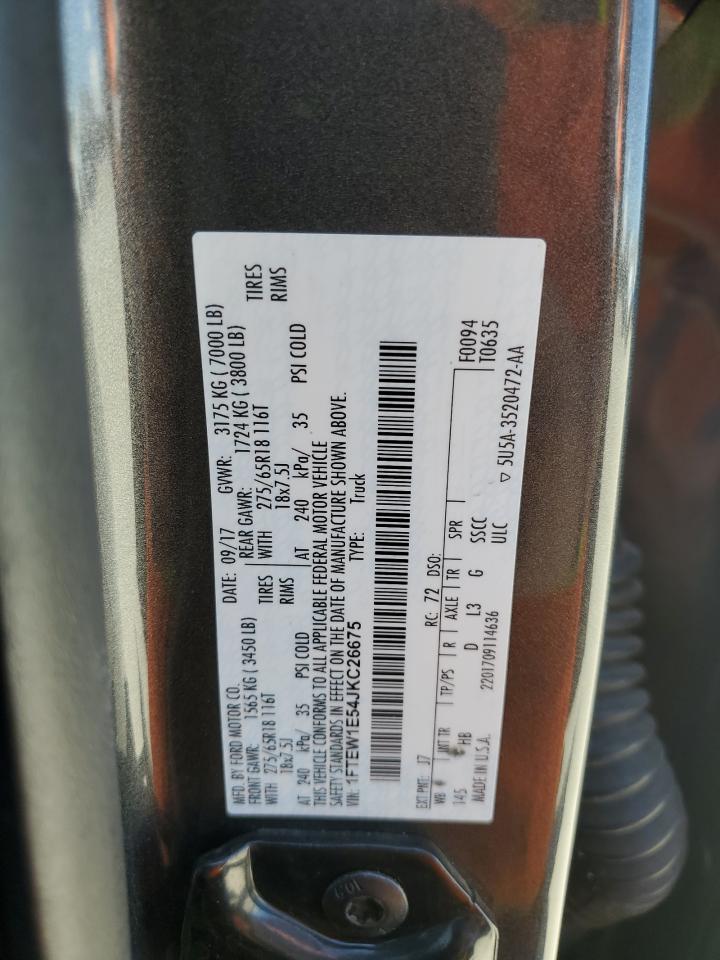 MFD. BY FORD MOTOR CO.
DATE: 09/17 GVWR: 3175 KG ( 7000 LB)
FRONT GAWR: 1565 KG ( 3450 LB) REAR GAWR: 1724 KG ( 3800 LB)
WITH 275/65R18 116T TIRES WITH 275/65R18 116T TIRES
18x7.5J RIMS 18x7.5J RIMS
AT 240 kPa/ 35 PSI COLD AT 240 kPa/ 35 PSI COLD
THIS VEHICLE CONFORMS TO ALL APPLICABLE FEDERAL MOTOR VEHICLE
SAFETY STANDARDS IN EFFECT ON THE DATE OF MANUFACTURE SHOWN ABOVE.
VIN: 1FTEW1E54JKC26675 TYPE: Truck
EXT PNT: J7 RC: 72 DSO:
WB INT TR TP/PS R AXLE TR SPR F0094
145 HB D L3 G SSCC T0635
MADE IN U.S.A. 2201709114636 ULC ▽ 5U5A-3520472-AA
10.9